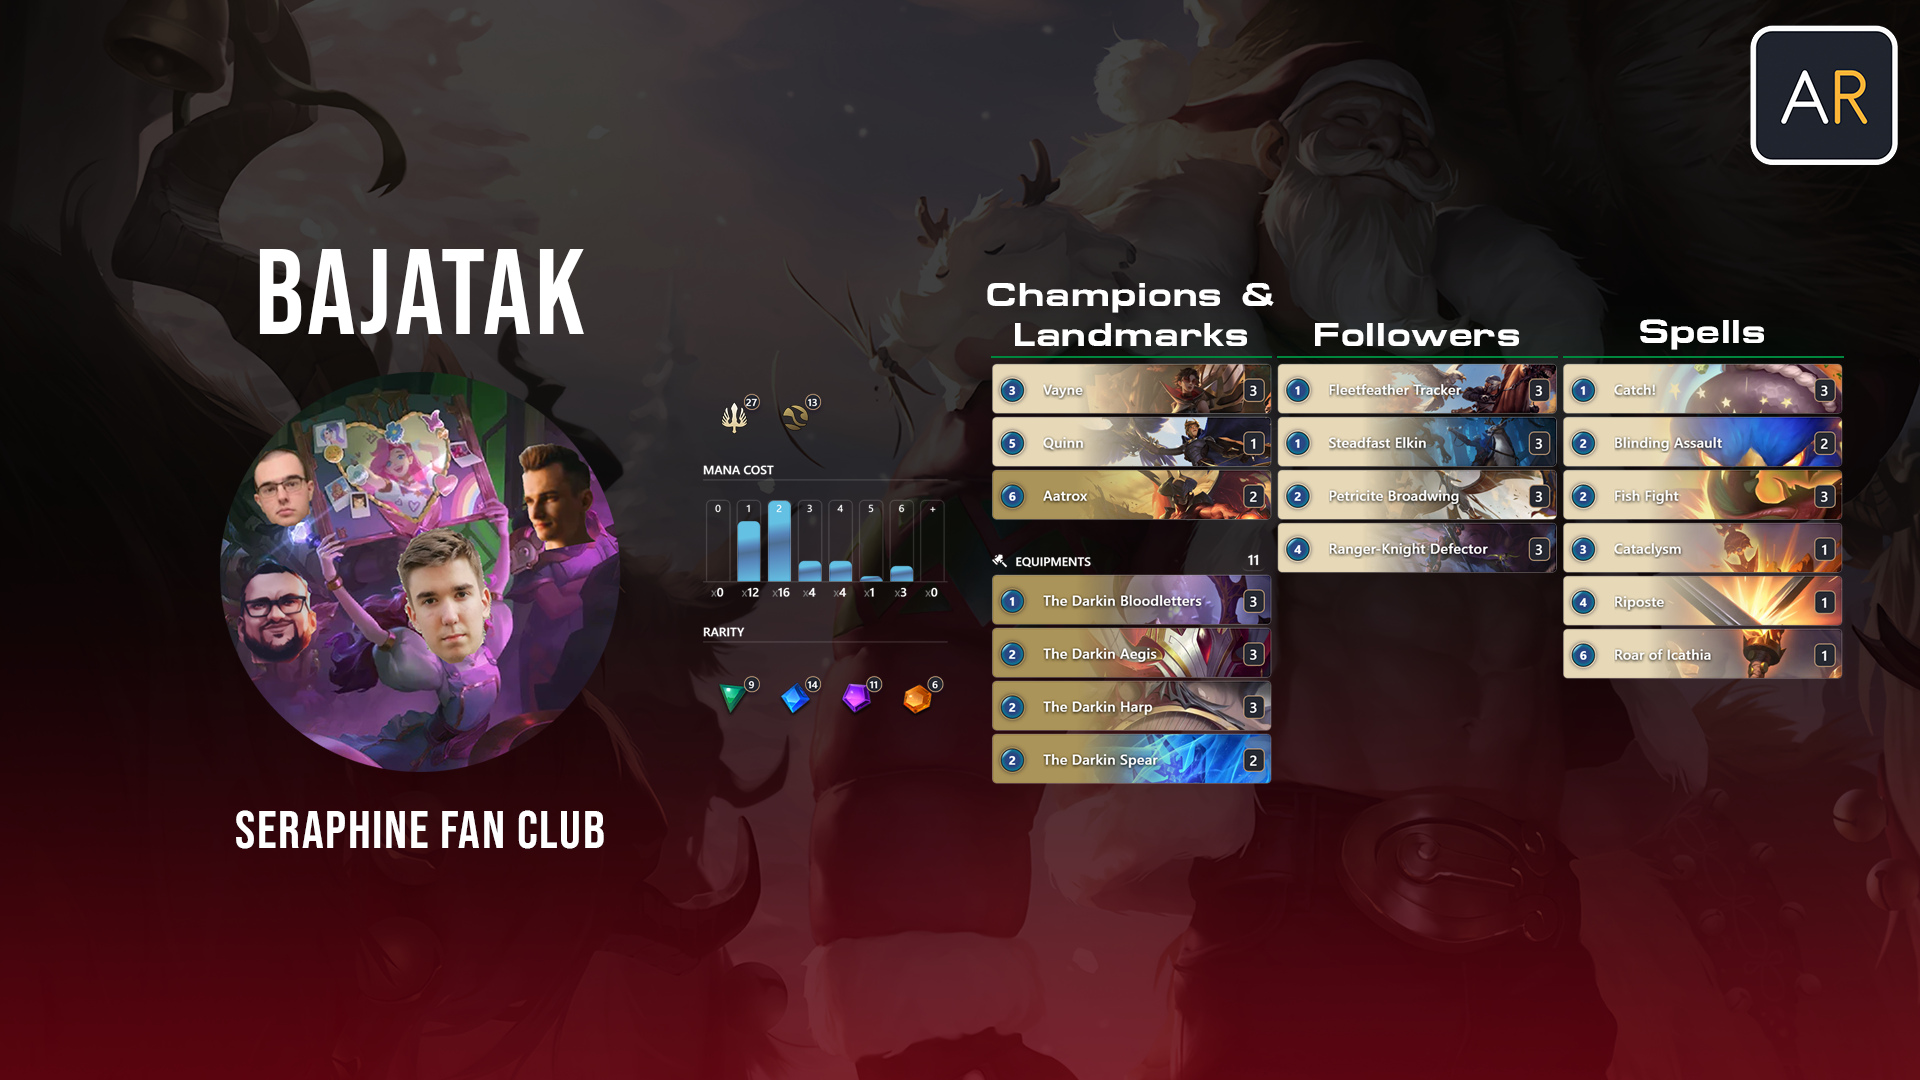 AR
BAJATAK
SERAPHINE FAN CLUB
27 13
MANA COST
0 1 2 3 4 5 6 +
x0 x12 x16 x4 x4 x1 x3 x0
RARITY
9 14 11 6
Champions &
Landmarks
3 Vayne 3
5 Quinn 1
6 Aatrox 2
EQUIPMENTS 11
1 The Darkin Bloodletters 3
2 The Darkin Aegis 3
2 The Darkin Harp 3
2 The Darkin Spear 2
Followers
1 Fleetfeather Tracker 3
1 Steadfast Elkin 3
2 Petricite Broadwing 3
4 Ranger-Knight Defector 3
Spells
1 Catch! 3
2 Blinding Assault 2
2 Fish Fight 3
3 Cataclysm 1
4 Riposte 1
6 Roar of Icathia 1